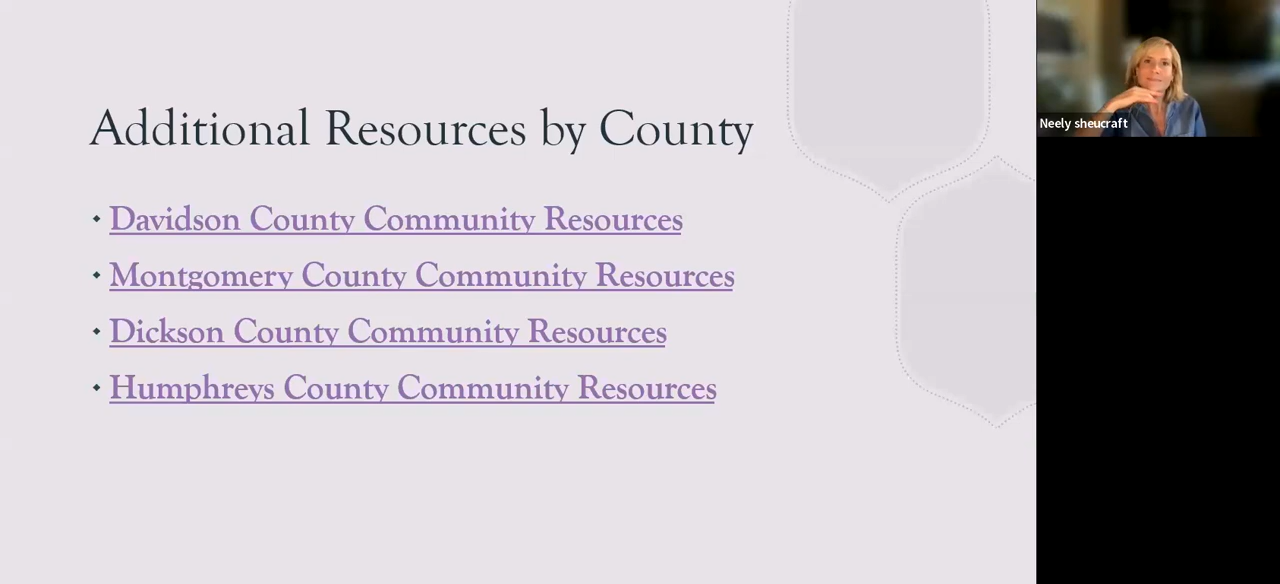 Additional Resources by County
Davidson County Community Resources
Montgomery County Community Resources
Dickson County Community Resources
Humphreys County Community Resources
Neely sheucraft